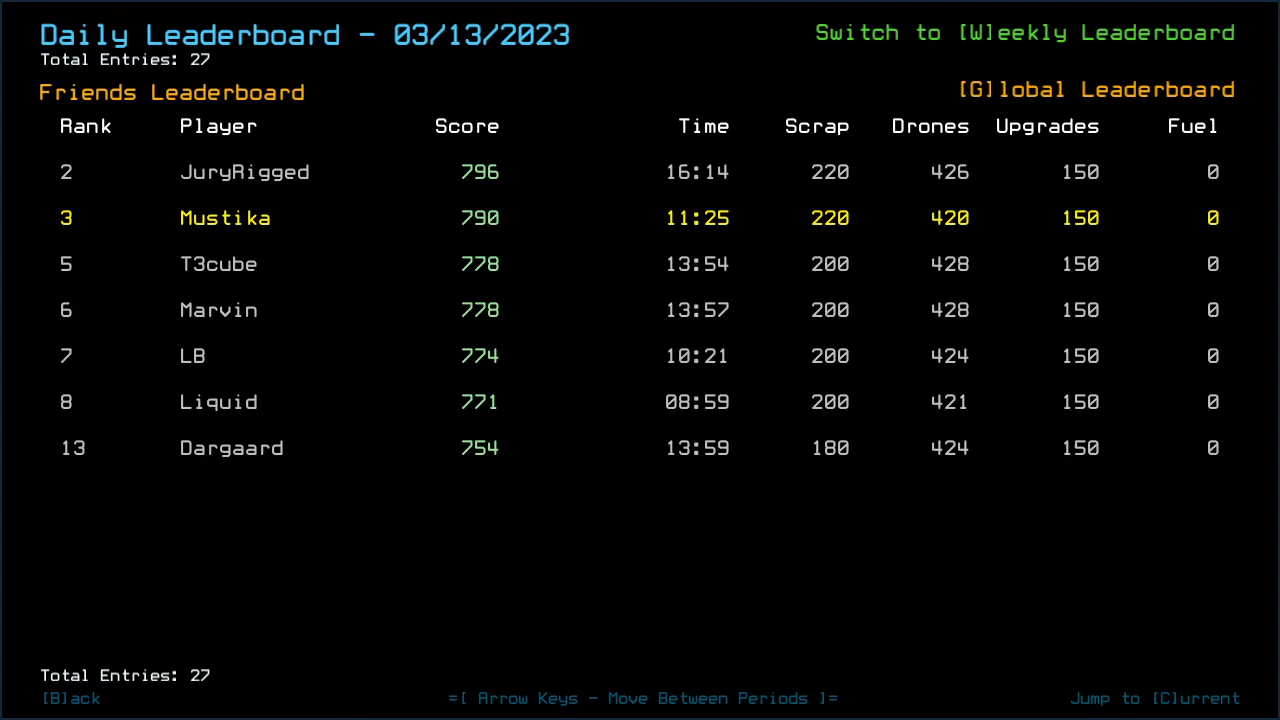 Daily Leaderboard - 03/13/2023 Switch to [W]eekly Leaderboard
Total Entries: 27
Friends Leaderboard [G]lobal Leaderboard
Rank Player Score Time Scrap Drones Upgrades Fuel
2 JuryRigged 796 16:14 220 426 150 0
3 Mustika 790 11:25 220 420 150 0
5 T3cube 778 13:54 200 428 150 0
6 Marvin 778 13:57 200 428 150 0
7 LB 774 10:21 200 424 150 0
8 Liquid 771 08:59 200 421 150 0
13 Dargaard 754 13:59 180 424 150 0
Total Entries: 27
[B]ack =[ Arrow Keys - Move Between Periods ]= Jump to [C]urrent